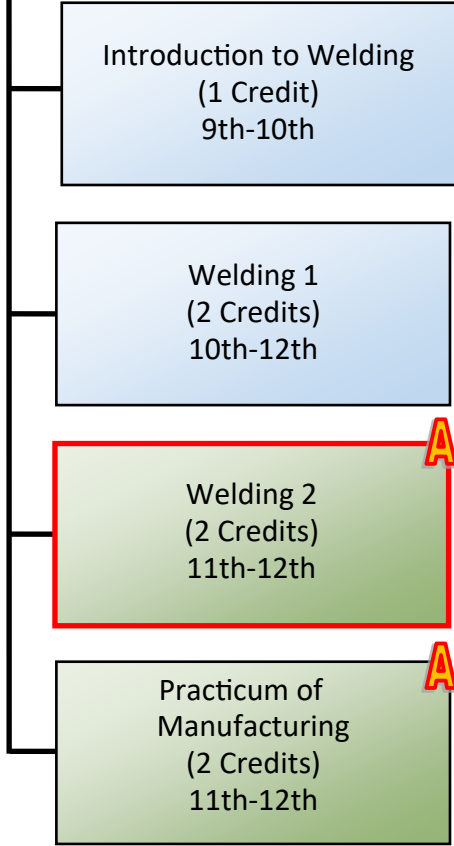 Introduction to Welding
(1 Credit)
9th-10th
Welding 1
(2 Credits)
10th-12th
A
Welding 2
(2 Credits)
11th-12th
A
Practicum of
Manufacturing
(2 Credits)
11th-12th